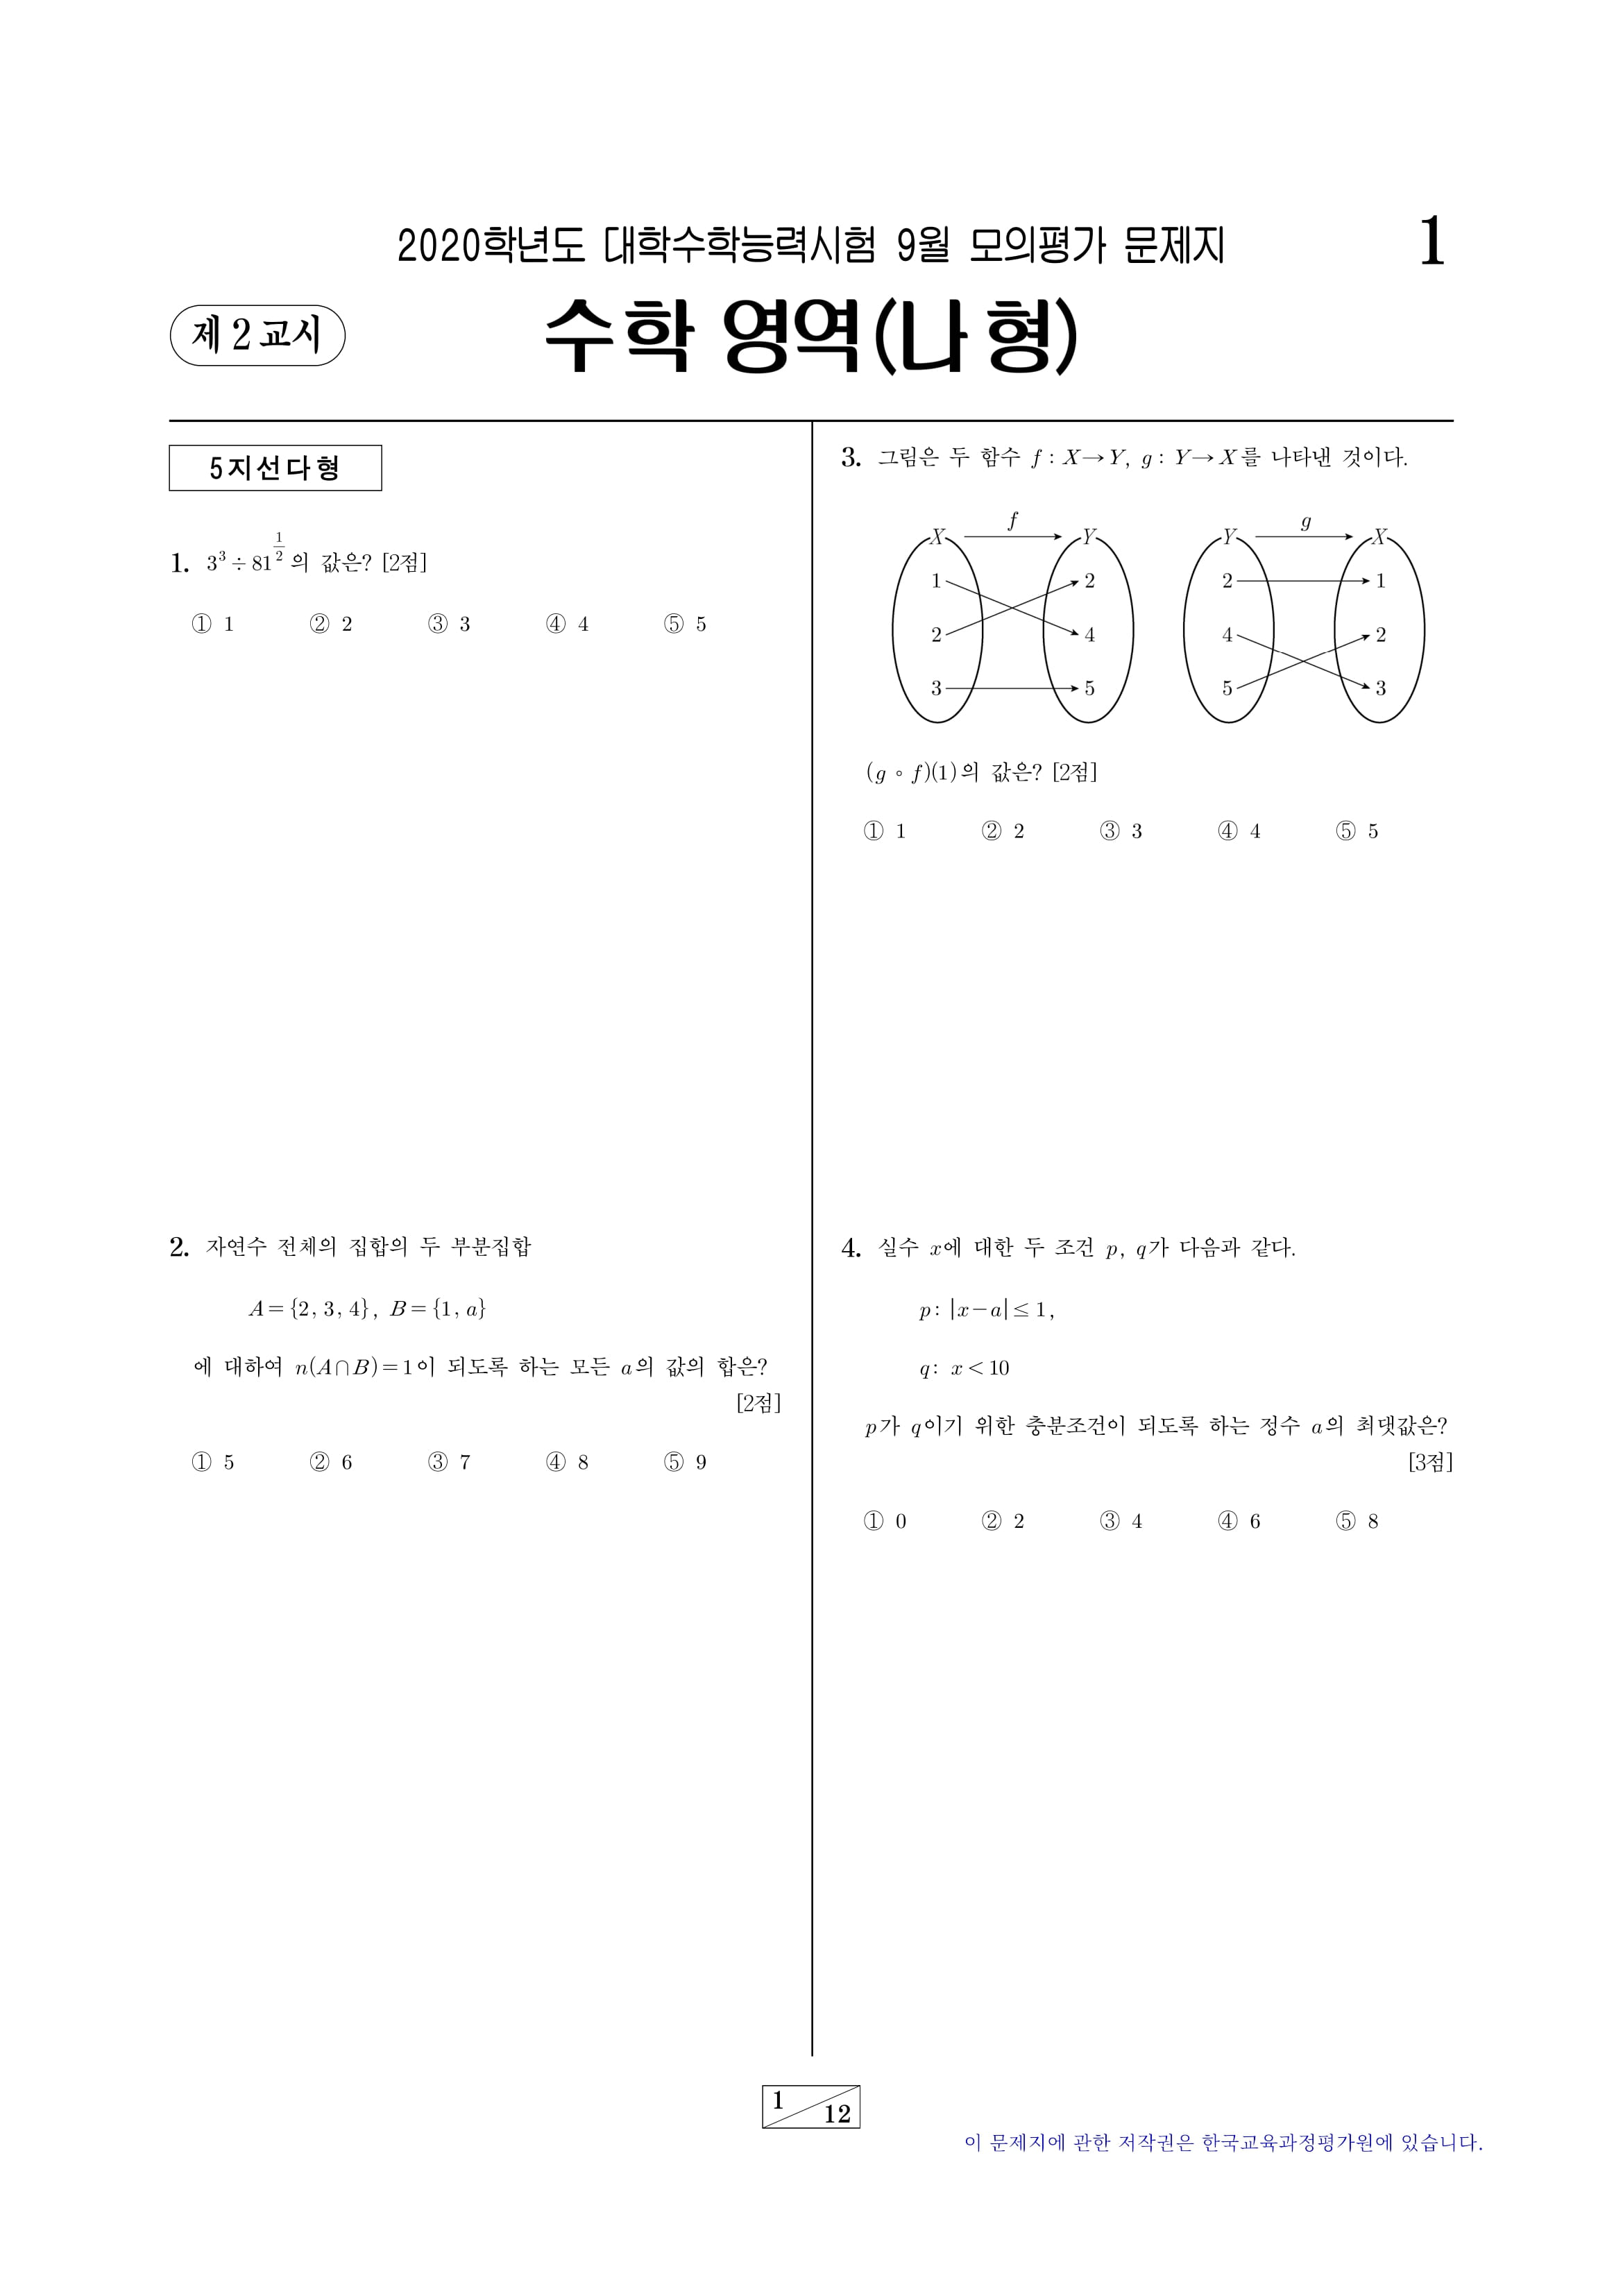 2020학년도 대학수학능력시험 9월 모의평가 문제지
1
제 2 교시
수학 영역(나 형)
5지선다형
1. 3³ ÷ 81^(1/2) 의 값은? [2점]
① 1 ② 2 ③ 3 ④ 4 ⑤ 5
2. 자연수 전체의 집합의 두 부분집합
A = {2, 3, 4}, B = {1, a}
에 대하여 n(A∩B) = 1이 되도록 하는 모든 a의 값의 합은?
[2점]
① 5 ② 6 ③ 7 ④ 8 ⑤ 9
3. 그림은 두 함수 f : X → Y, g : Y → X를 나타낸 것이다.
f g
X Y Y X
1 2 2 1
2 4 4 2
3 5 5 3
(g ∘ f)(1)의 값은? [2점]
① 1 ② 2 ③ 3 ④ 4 ⑤ 5
4. 실수 x에 대한 두 조건 p, q가 다음과 같다.
p : |x − a| ≤ 1,
q : x < 10
p가 q이기 위한 충분조건이 되도록 하는 정수 a의 최댓값은?
[3점]
① 0 ② 2 ③ 4 ④ 6 ⑤ 8
1 12
이 문제지에 관한 저작권은 한국교육과정평가원에 있습니다.